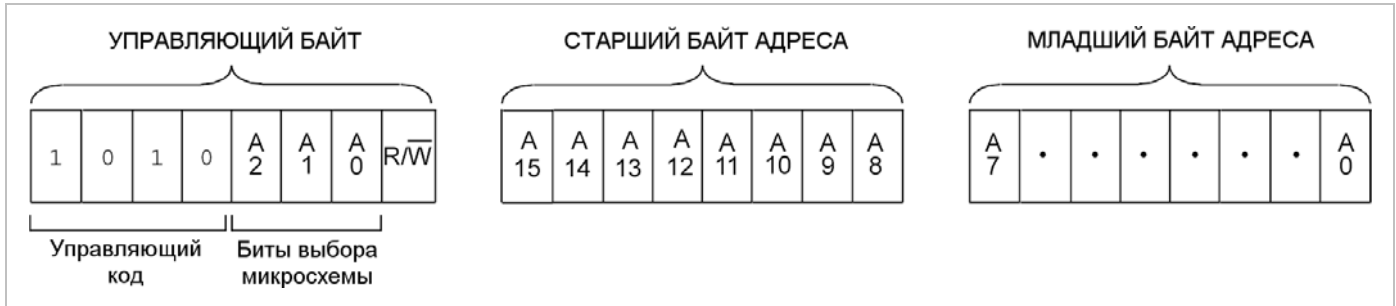 УПРАВЛЯЮЩИЙ БАЙТ
СТАРШИЙ БАЙТ АДРЕСА
МЛАДШИЙ БАЙТ АДРЕСА
1 0 1 0 A2 A1 A0 R/W̅
A15 A14 A13 A12 A11 A10 A9 A8
A7 · · · · · · A0
Управляющий код
Биты выбора микросхемы